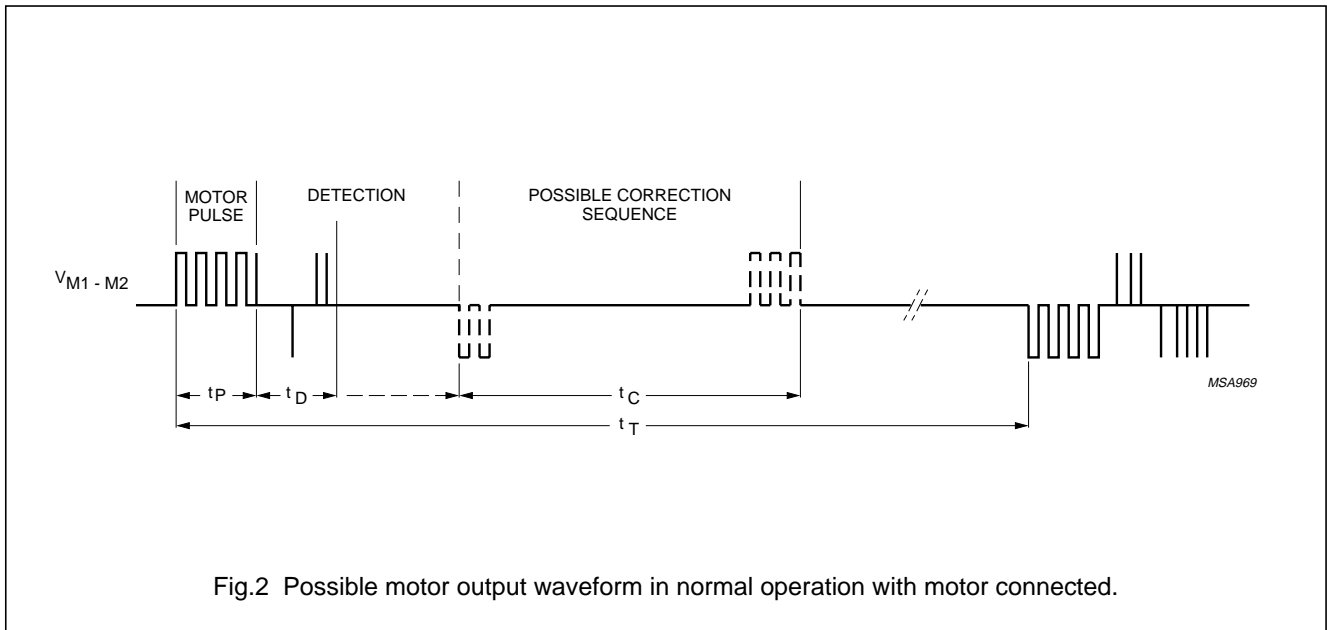 MOTOR
PULSE
DETECTION
POSSIBLE CORRECTION
SEQUENCE
VM1 - M2
tP
tD
tC
tT
MSA969
Fig.2 Possible motor output waveform in normal operation with motor connected.